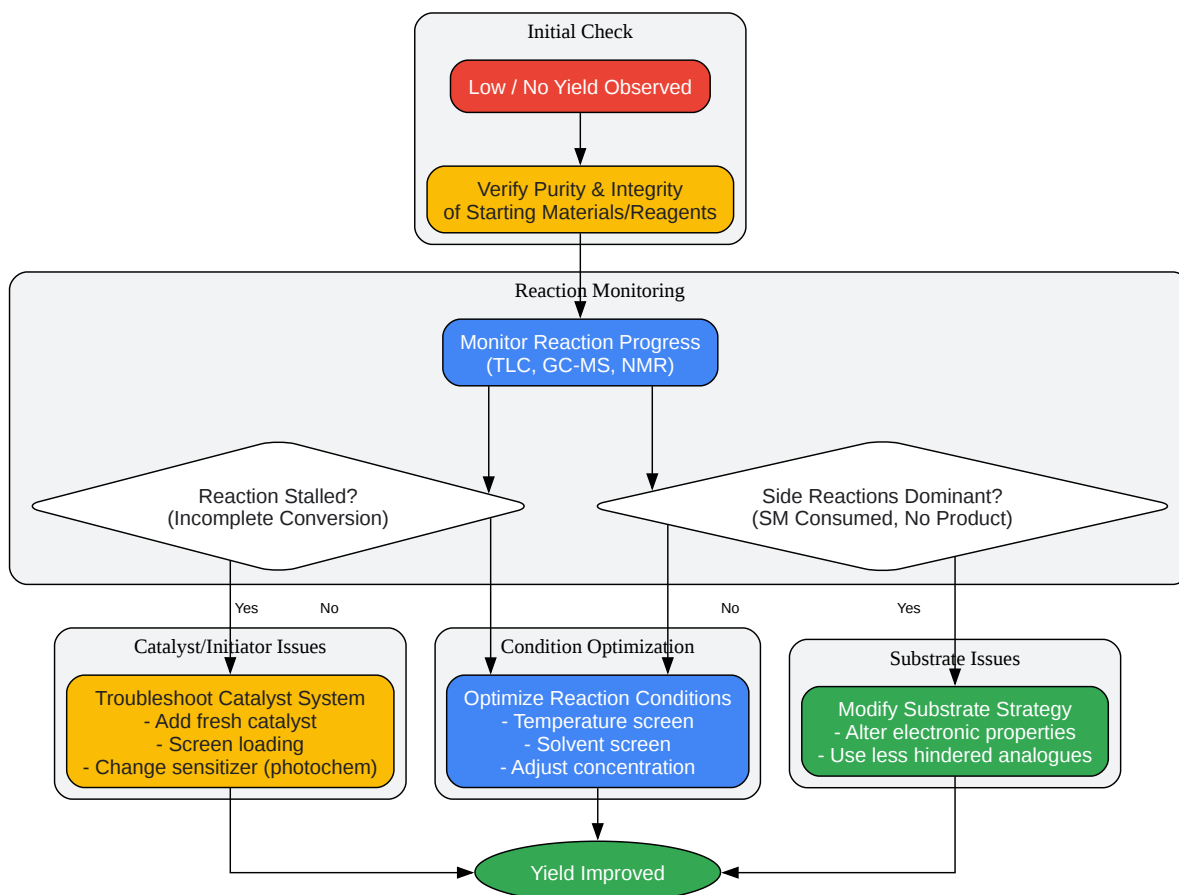 Initial Check
Low / No Yield Observed
Verify Purity & Integrity
of Starting Materials/Reagents
Reaction Monitoring
Monitor Reaction Progress
(TLC, GC-MS, NMR)
Reaction Stalled?
(Incomplete Conversion)
Side Reactions Dominant?
(SM Consumed, No Product)
Yes
No
No
Yes
Catalyst/Initiator Issues
Troubleshoot Catalyst System
- Add fresh catalyst
- Screen loading
- Change sensitizer (photochem)
Condition Optimization
Optimize Reaction Conditions
- Temperature screen
- Solvent screen
- Adjust concentration
Substrate Issues
Modify Substrate Strategy
- Alter electronic properties
- Use less hindered analogues
Yield Improved